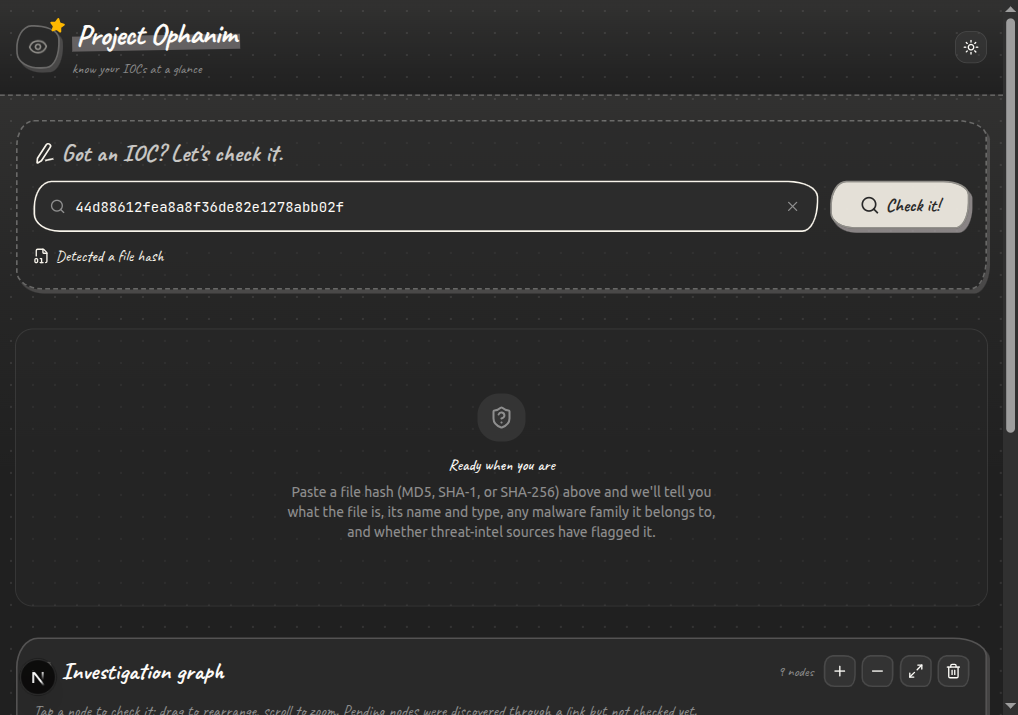 Project Ophanim
know your IOCs at a glance
Got an IOC? Let's check it.
44d88612fea8a8f36de82e1278abb02f
Check it!
Detected a file hash
Ready when you are
Paste a file hash (MD5, SHA-1, or SHA-256) above and we'll tell you
what the file is, its name and type, any malware family it belongs to,
and whether threat-intel sources have flagged it.
N
Investigation graph
9 nodes
Tap a node to check it; drag to rearrange, scroll to zoom. Pending nodes were discovered through a link but not checked yet.